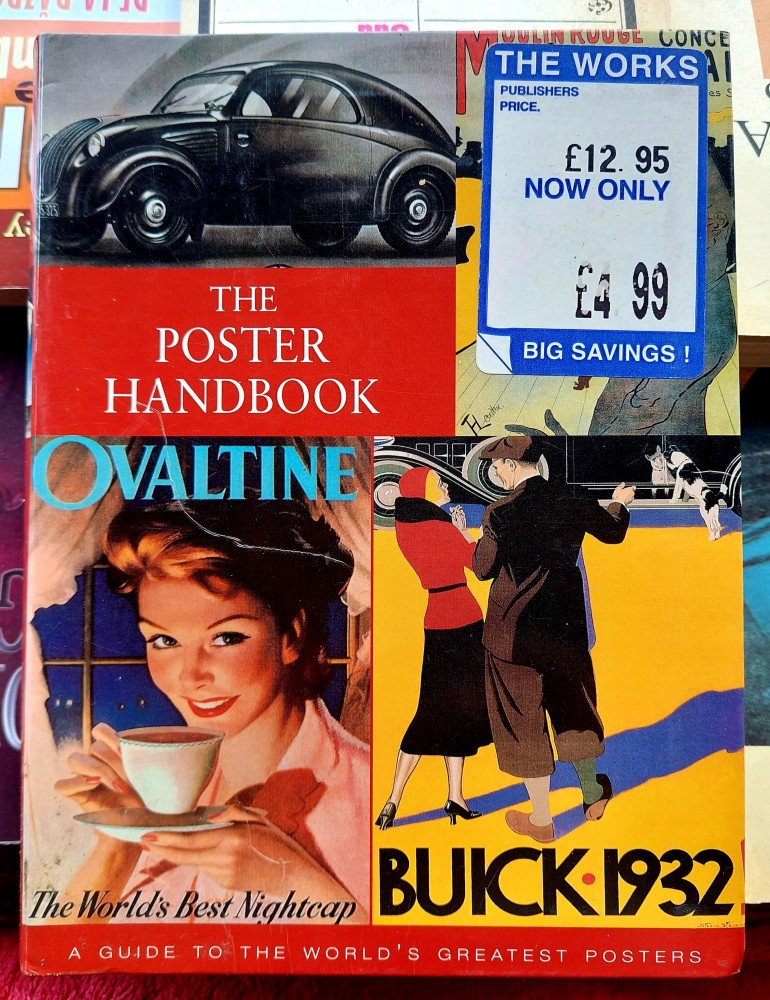 MOULIN ROUGE CONCE
THE WORKS
PUBLISHERS
PRICE.
£12.95
NOW ONLY
£4 99
BIG SAVINGS !
THE
POSTER
HANDBOOK
OVALTINE
The World's Best Nightcap
BUICK·1932
A GUIDE TO THE WORLD'S GREATEST POSTERS